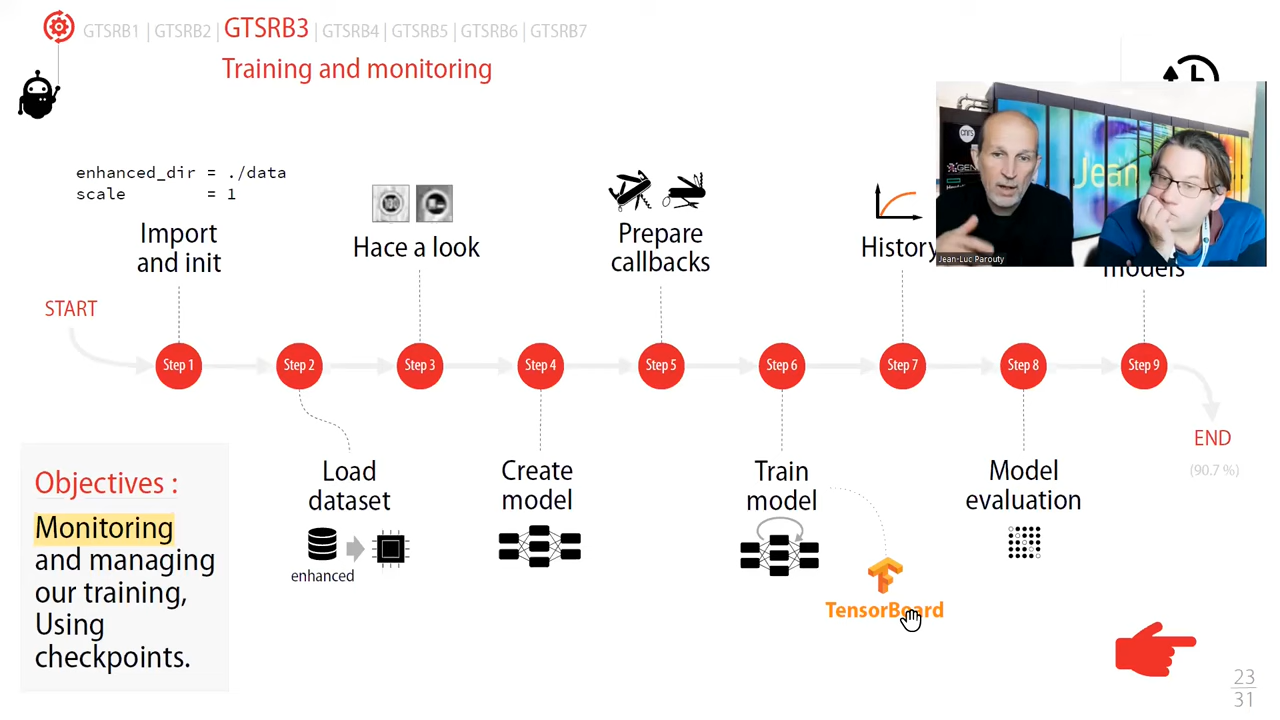 GTSRB1 | GTSRB2 | GTSRB3 | GTSRB4 | GTSRB5 | GTSRB6 | GTSRB7
Training and monitoring
enhanced_dir = ./data
scale = 1
Import
and init
Hace a look
Prepare
callbacks
History
models
Jean-Luc Parouty
cnrs
Jean
START
Step 1
Step 2
Step 3
Step 4
Step 5
Step 6
Step 7
Step 8
Step 9
END
(90.7 %)
Load
dataset
enhanced
Create
model
Train
model
TensorBoard
Model
evaluation
Objectives :
Monitoring
and managing
our training,
Using
checkpoints.
23
31